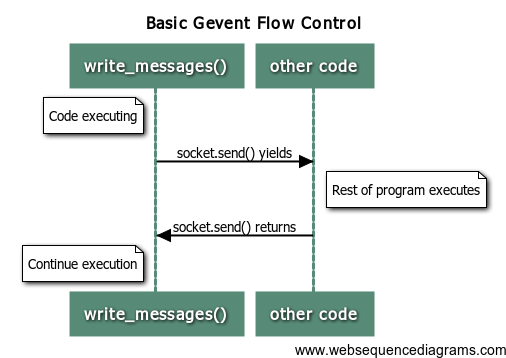 Basic Gevent Flow Control
write_messages()
other code
Code executing
socket.send() yields
Rest of program executes
socket.send() returns
Continue execution
write_messages()
other code
www.websequencediagrams.com